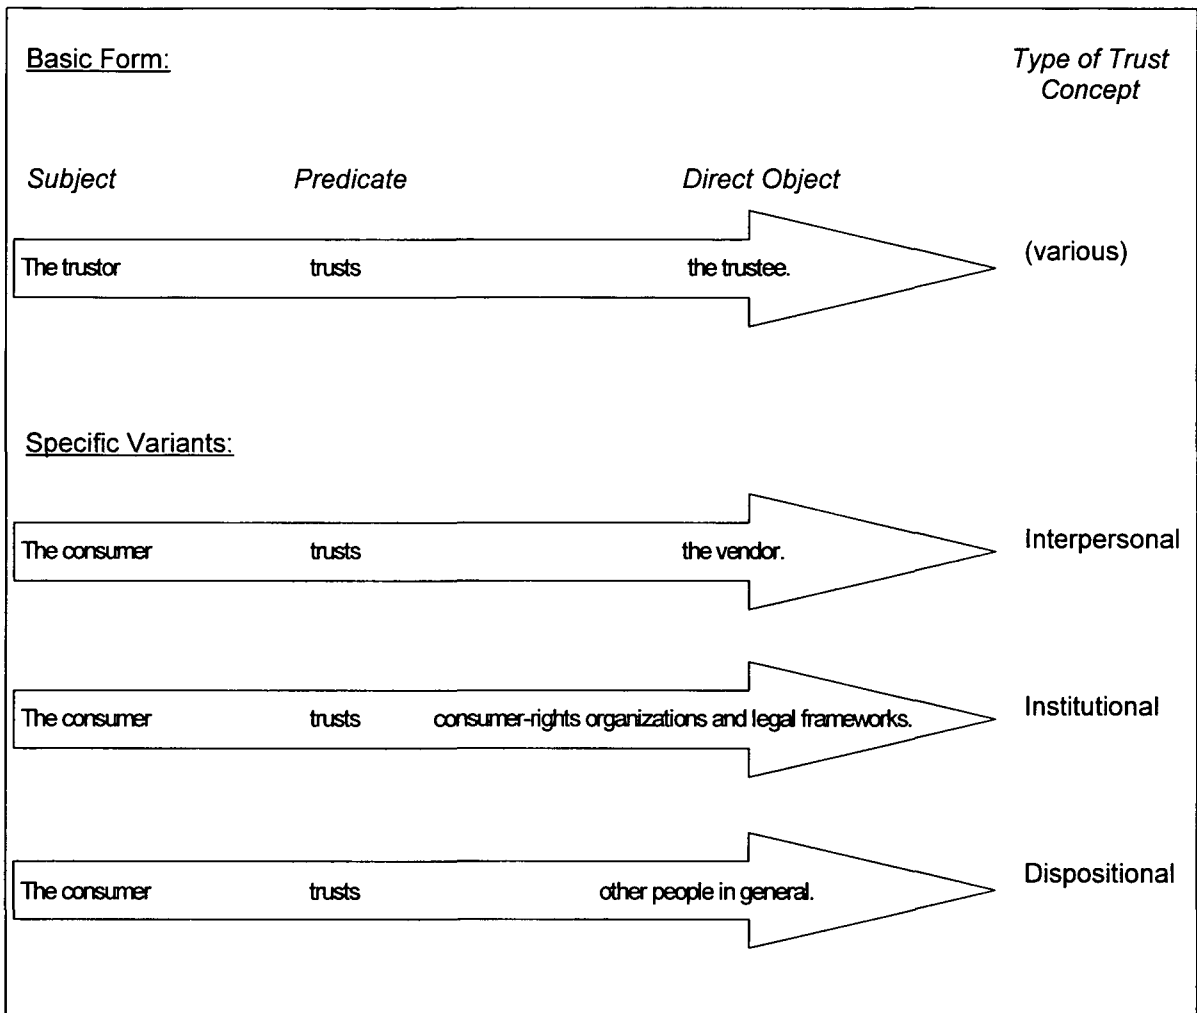 Basic Form: Type of Trust
Concept
Subject Predicate Direct Object
The trustor trusts the trustee. (various)
Specific Variants:
The consumer trusts the vendor. Interpersonal
The consumer trusts consumer-rights organizations and legal frameworks. Institutional
The consumer trusts other people in general. Dispositional